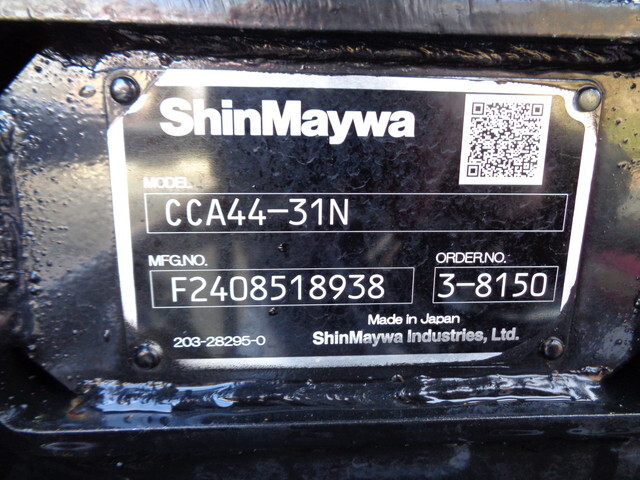 ShinMaywa
MODEL
CCA44-31N
MFG.NO.
ORDER.NO.
F2408518938
3-8150
Made in Japan
203-28295-0
ShinMaywa Industries, Ltd.